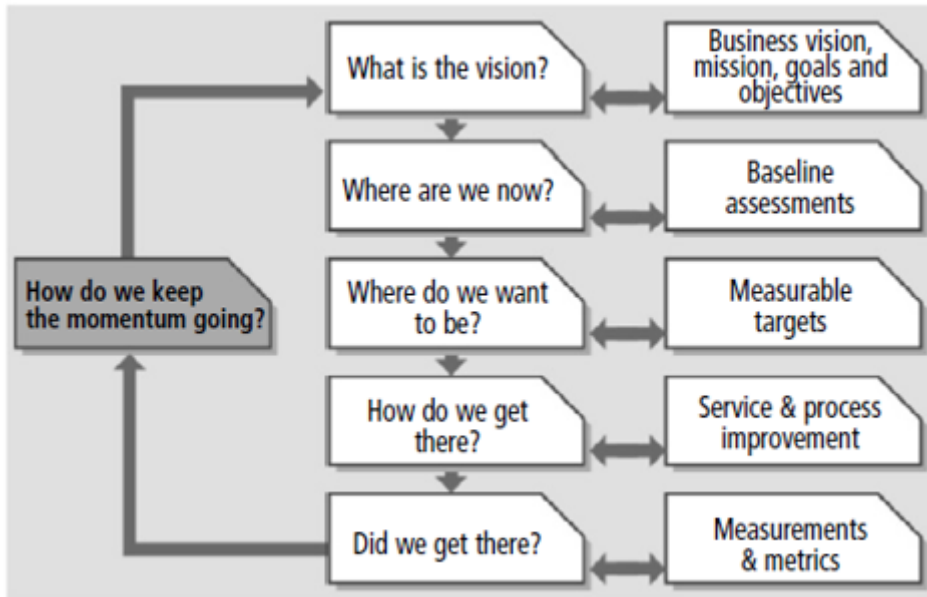 What is the vision?
Business vision,
mission, goals and
objectives
Where are we now?
Baseline
assessments
How do we keep
the momentum going?
Where do we want
to be?
Measurable
targets
How do we get
there?
Service & process
improvement
Did we get there?
Measurements
& metrics